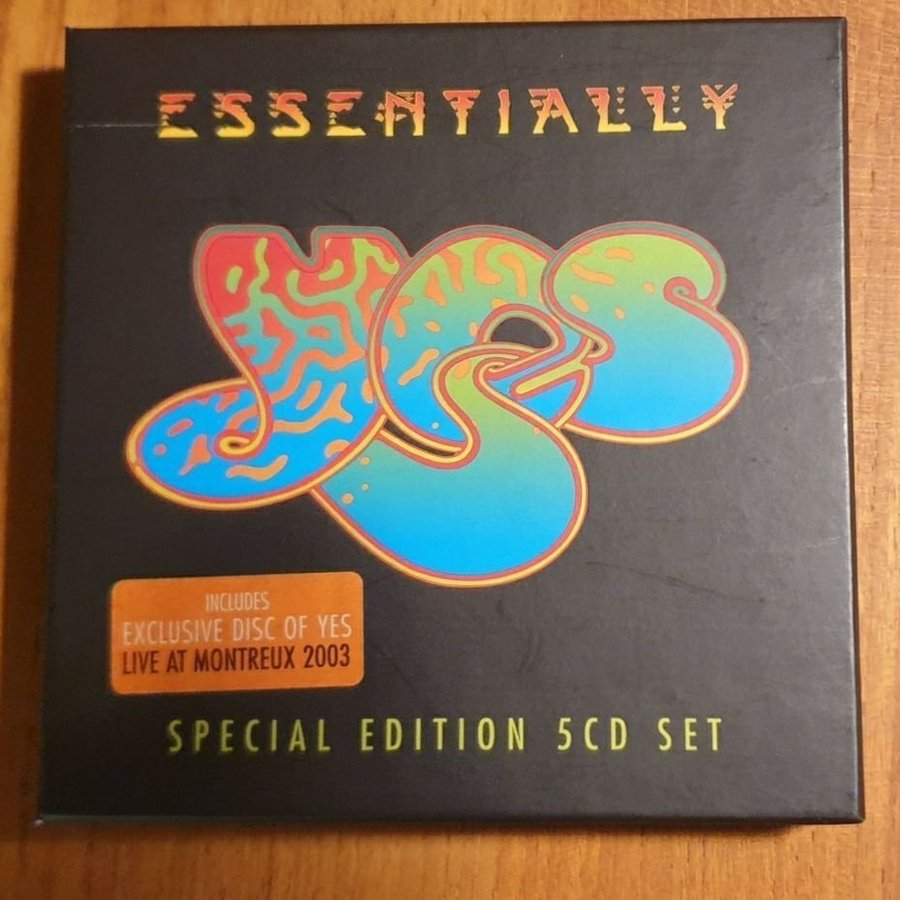 ESSENTIALLY
yes
INCLUDES
EXCLUSIVE DISC OF YES
LIVE AT MONTREUX 2003
SPECIAL EDITION 5CD SET